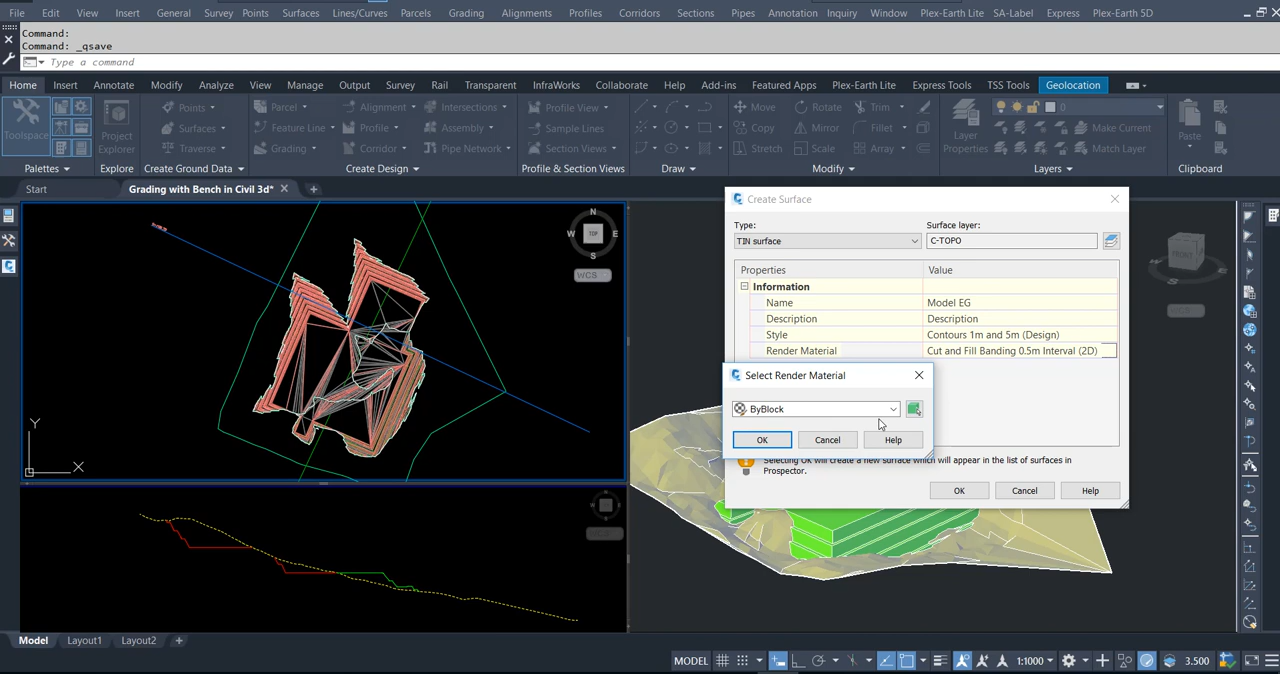 File Edit View Insert General Survey Points Surfaces Lines/Curves Parcels Grading Alignments Profiles Corridors Sections Pipes Annotation Inquiry Window Plex-Earth Lite SA-Label Express Plex-Earth 5D
Command:
Command: _qsave
Type a command
Home Insert Annotate Modify Analyze View Manage Output Survey Rail Transparent InfraWorks Collaborate Help Add-ins Featured Apps Plex-Earth Lite Express Tools TSS Tools Geolocation
Points Parcel Alignment Intersections Profile View Move Rotate Trim 0
Toolspace Project Explorer Surfaces Feature Line Profile Assembly Sample Lines Copy Mirror Fillet Layer Properties Make Current Paste
Traverse Grading Corridor Pipe Network Section Views Stretch Scale Array Match Layer
Palettes Explore Create Ground Data Create Design Profile & Section Views Draw Modify Layers Clipboard
Start Grading with Bench in Civil 3d*
Create Surface
Type: Surface layer:
TIN surface C-TOPO
Properties Value
Information
Name Model EG
Description Description
Style Contours 1m and 5m (Design)
Render Material Cut and Fill Banding 0.5m Interval (2D)
Select Render Material
ByBlock
OK Cancel Help
Selecting OK will create a new surface which will appear in the list of surfaces in
Prospector.
OK Cancel Help
N
W TOP E
S
WCS
FRONT
S
Y
X
Model Layout1 Layout2
MODEL 1:1000 3.500